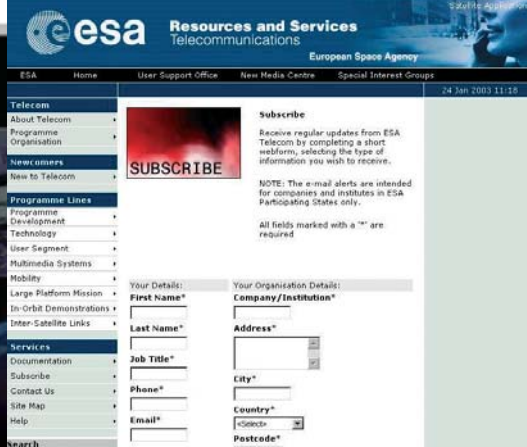 Satellite Application
esa
Resources and Services
Telecommunications
European Space Agency
ESA Home User Support Office New Media Centre Special Interest Groups
24 Jan 2003 11:18
Telecom
About Telecom
Programme
Organisation
Newcomers
New to Telecom
Programme Lines
Programme
Development
Technology
User Segment
Multimedia Systems
Mobility
Large Platform Mission
In-Orbit Demonstrations
Inter-Satellite Links
Services
Documentation
Subscribe
Contact Us
Site Map
Help
Search
SUBSCRIBE
Subscribe
Receive regular updates from ESA
Telecom by completing a short
webform, selecting the type of
information you wish to receive.
NOTE: The e-mail alerts are intended
for companies and institutes in ESA
Participating States only.
All fields marked with a "*" are
required
Your Details:
First Name*
Last Name*
Job Title*
Phone*
Email*
Your Organisation Details:
Company/Institution*
Address*
City*
Country*
<Select>
Postcode*